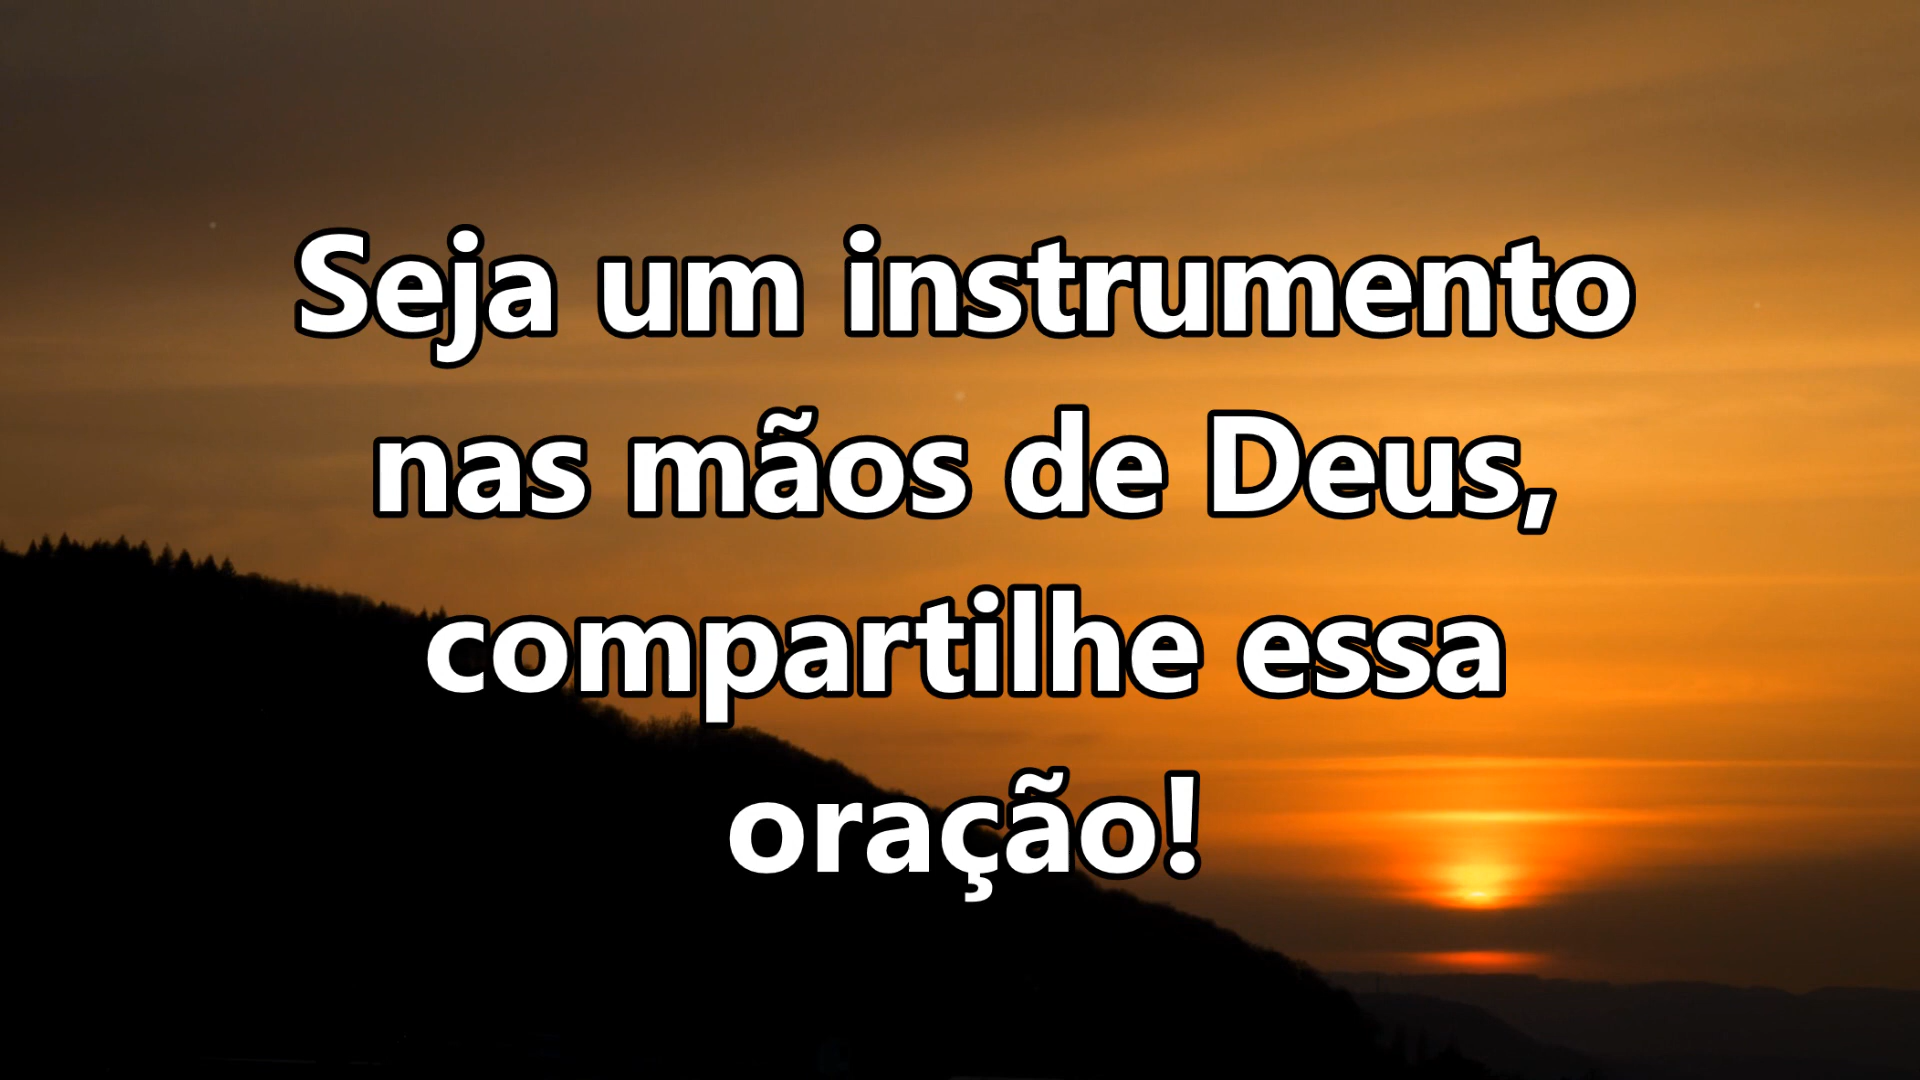 Seja um instrumento
nas mãos de Deus,
compartilhe essa
oração!